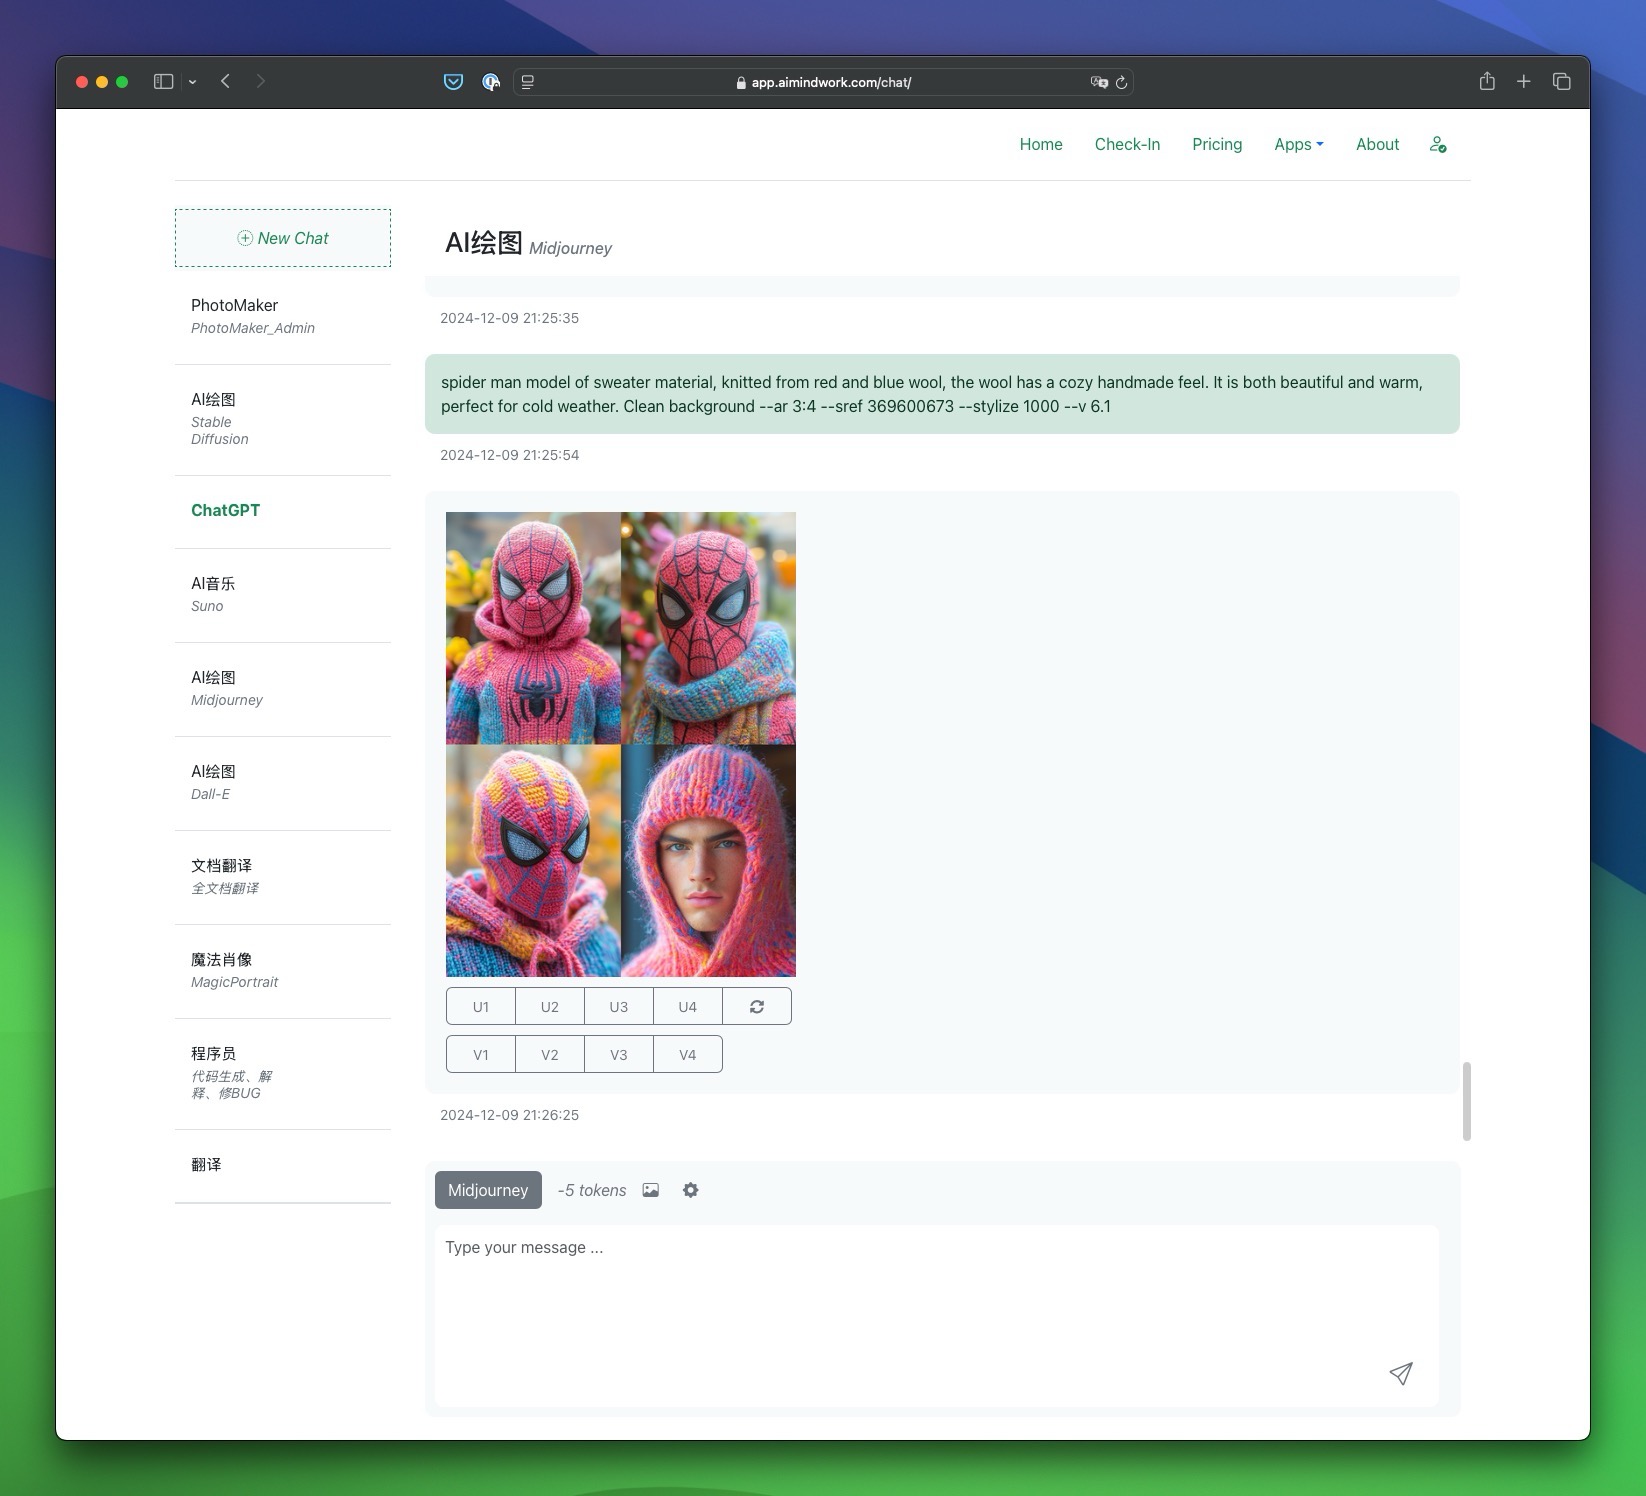 app.aimindwork.com/chat/
Home Check-In Pricing Apps About
New Chat
PhotoMaker
PhotoMaker_Admin
AI绘图
Stable
Diffusion
ChatGPT
AI音乐
Suno
AI绘图
Midjourney
AI绘图
Dall-E
文档翻译
全文档翻译
魔法肖像
MagicPortrait
程序员
代码生成、解
释、修BUG
翻译
AI绘图 Midjourney
2024-12-09 21:25:35
spider man model of sweater material, knitted from red and blue wool, the wool has a cozy handmade feel. It is both beautiful and warm,
perfect for cold weather. Clean background --ar 3:4 --sref 369600673 --stylize 1000 --v 6.1
2024-12-09 21:25:54
U1 U2 U3 U4
V1 V2 V3 V4
2024-12-09 21:26:25
Midjourney -5 tokens
Type your message ...